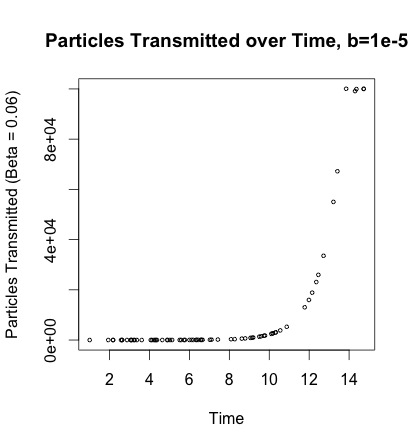 Particles Transmitted over Time, b=1e-5
Particles Transmitted (Beta = 0.06)
8e+04
4e+04
0e+00
2 4 6 8 10 12 14
Time